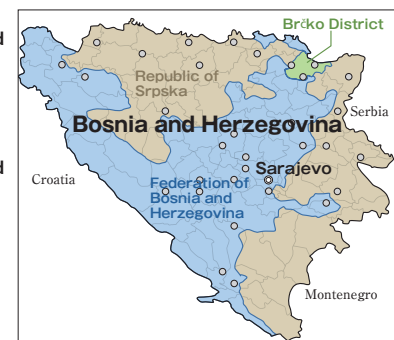 d
Brčko District
Republic of
Srpska
Serbia
Bosnia and Herzegovina
d
Sarajevo
Croatia
Federation of
Bosnia and
Herzegovina
Montenegro